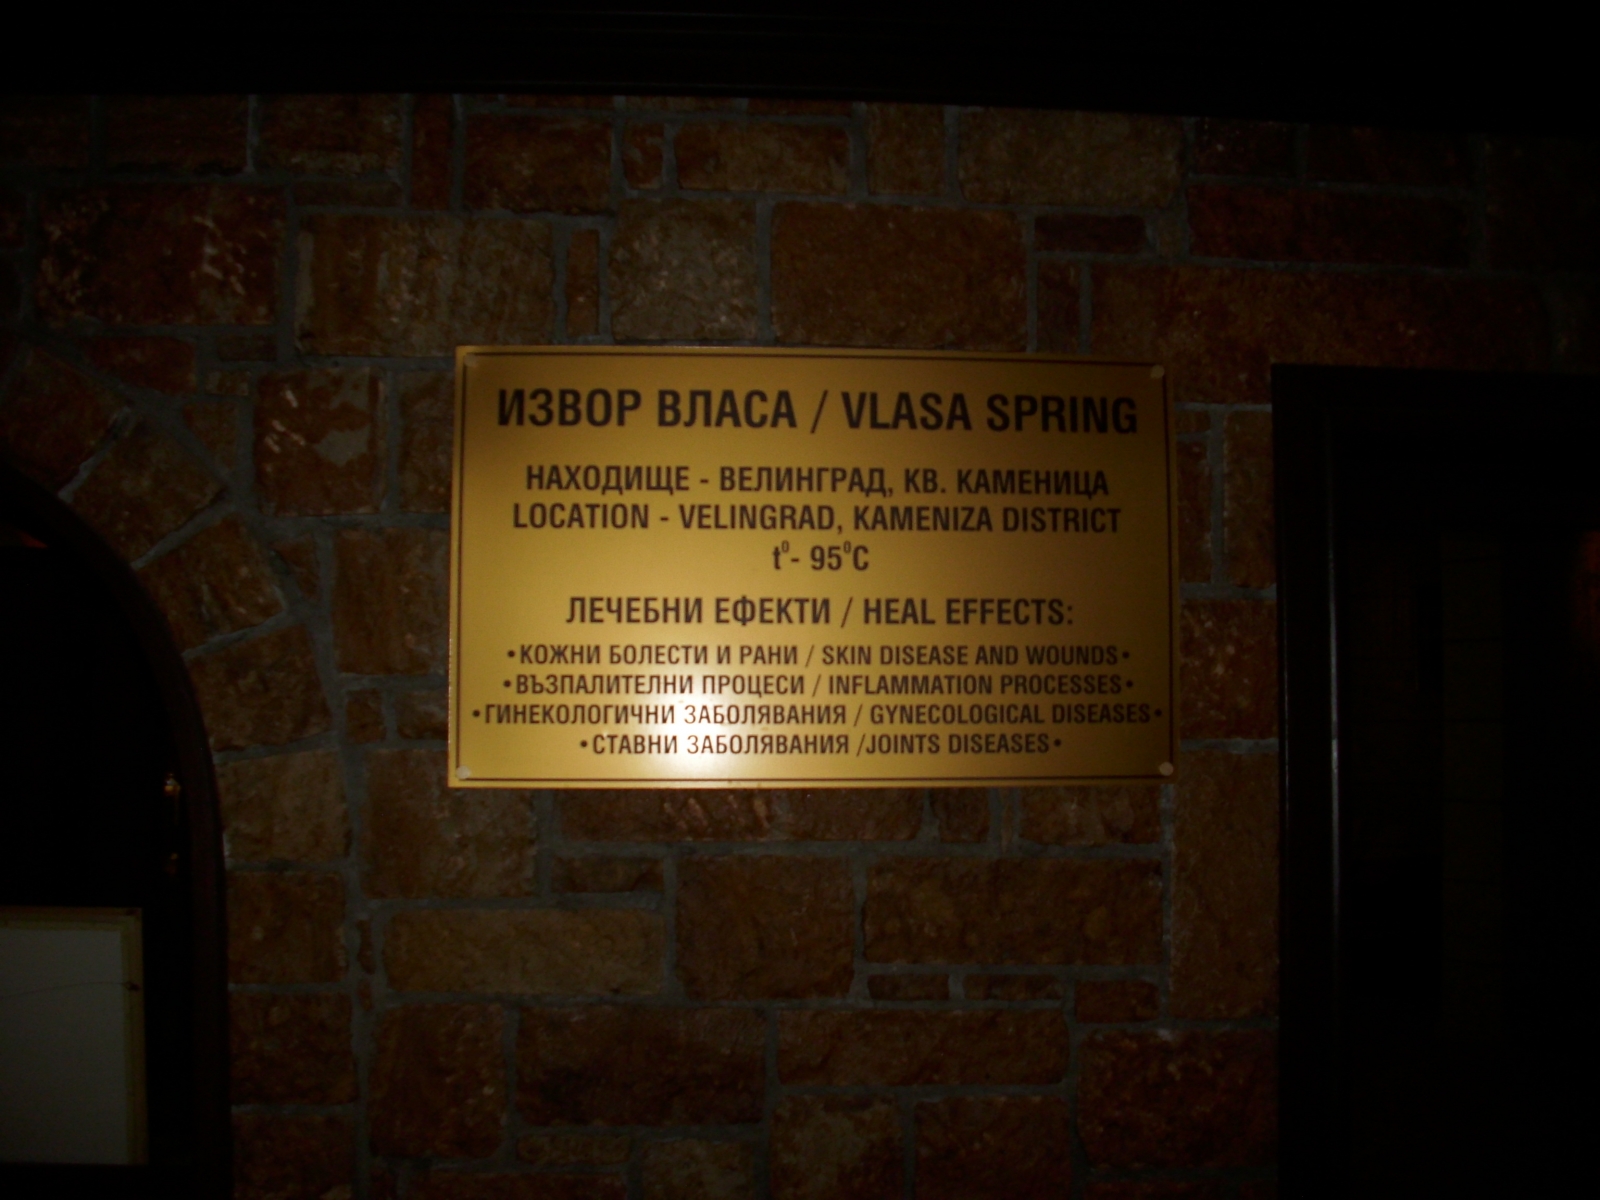 ИЗВОР ВЛАСА / VLASA SPRING
НАХОДИЩЕ - ВЕЛИНГРАД, КВ. КАМЕНИЦА
LOCATION - VELINGRAD, KAMENIZA DISTRICT
t⁰- 95⁰C
ЛЕЧЕБНИ ЕФЕКТИ / HEAL EFFECTS:
•КОЖНИ БОЛЕСТИ И РАНИ / SKIN DISEASE AND WOUNDS•
•ВЪЗПАЛИТЕЛНИ ПРОЦЕСИ / INFLAMMATION PROCESSES•
•ГИНЕКОЛОГИЧНИ ЗАБОЛЯВАНИЯ / GYNECOLOGICAL DISEASES•
•СТАВНИ ЗАБОЛЯВАНИЯ /JOINTS DISEASES•